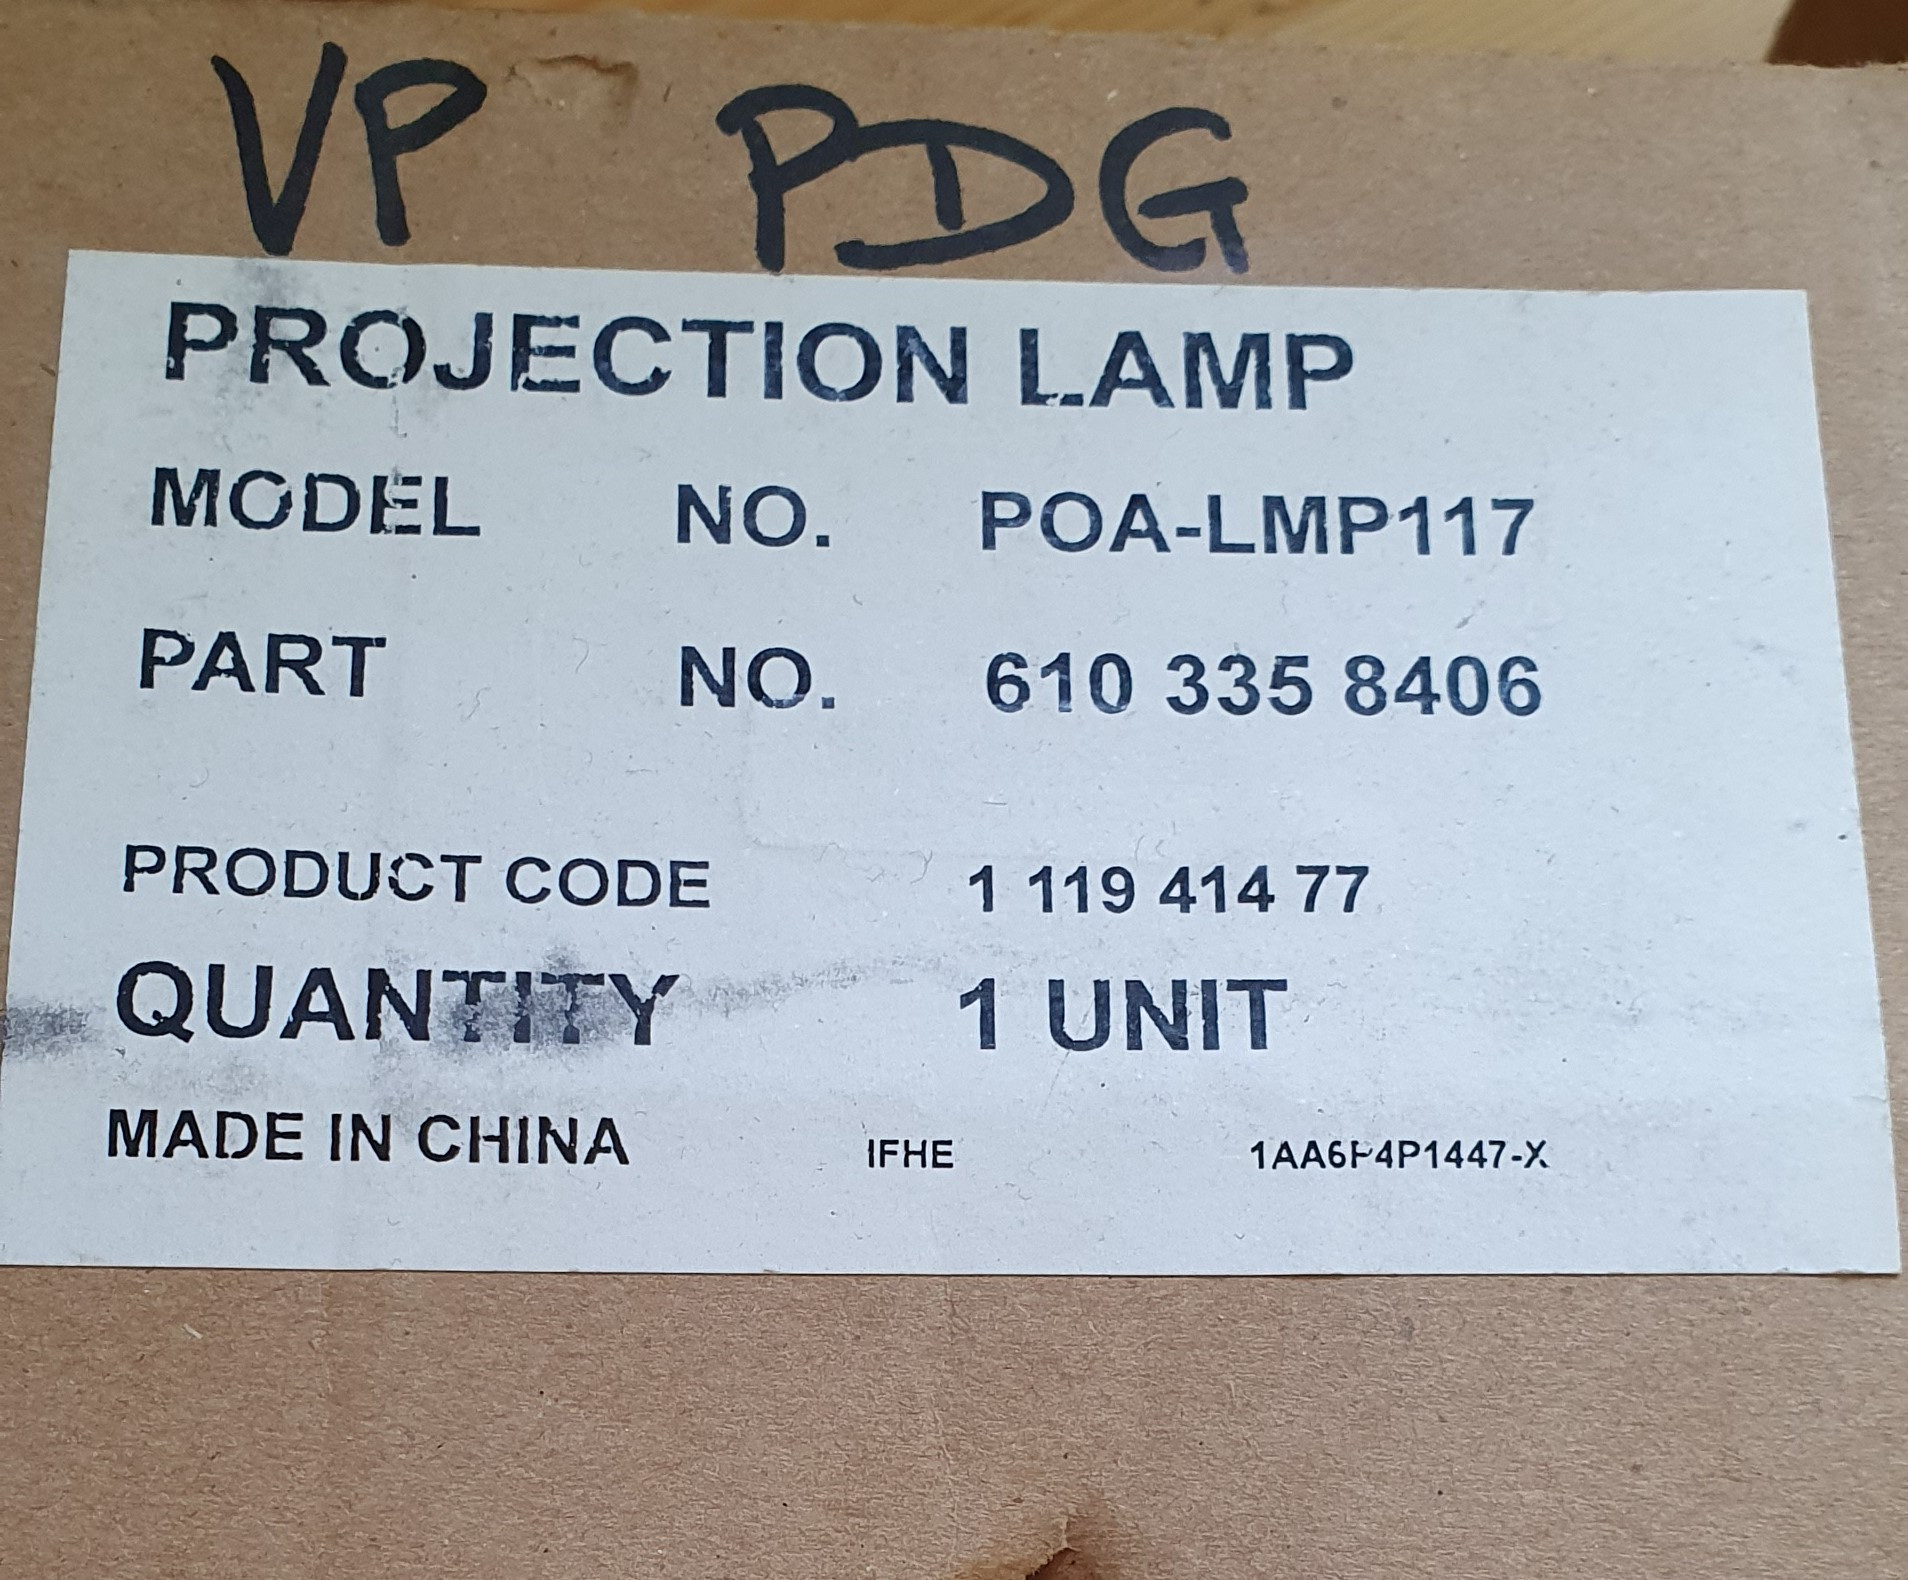 VP PDG
PROJECTION LAMP
MODEL NO. POA-LMP117
PART NO. 610 335 8406
PRODUCT CODE 1 119 414 77
QUANTITY 1 UNIT
MADE IN CHINA IFHE 1AA6P4P1447-X